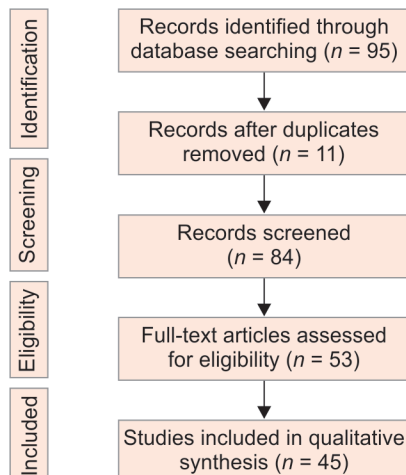 Identification
Records identified through
database searching (n = 95)
Records after duplicates
removed (n = 11)
Screening
Records screened
(n = 84)
Eligibility
Full-text articles assessed
for eligibility (n = 53)
Included
Studies included in qualitative
synthesis (n = 45)